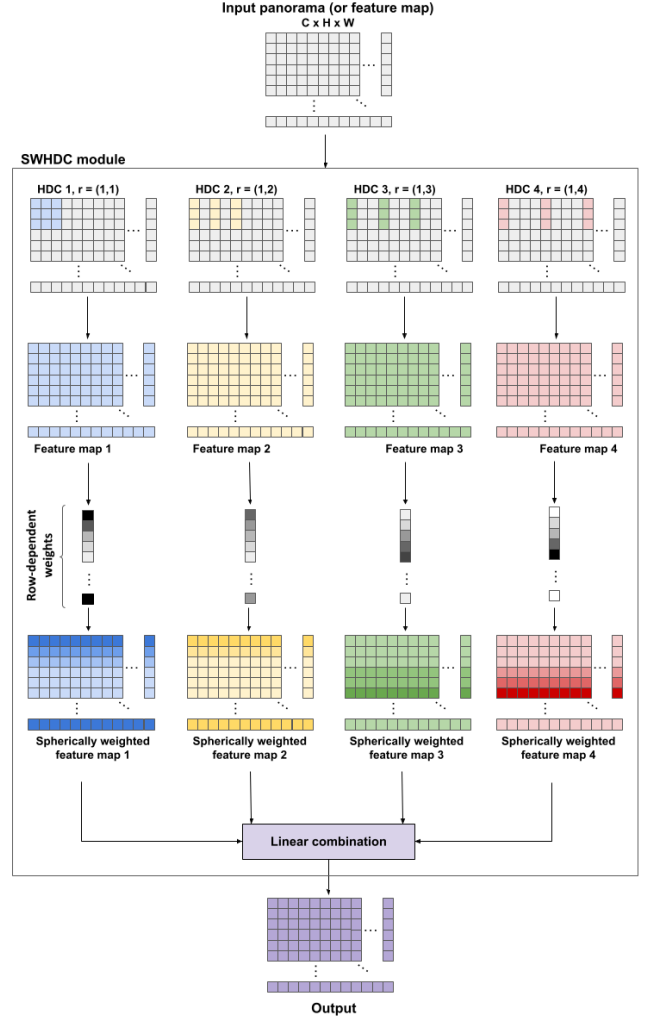 Input panorama (or feature map)
C x H x W
SWHDC module
HDC 1, r = (1,1)
HDC 2, r = (1,2)
HDC 3, r = (1,3)
HDC 4, r = (1,4)
Feature map 1
Feature map 2
Feature map 3
Feature map 4
Row-dependent
weights
Spherically weighted
feature map 1
Spherically weighted
feature map 2
Spherically weighted
feature map 3
Spherically weighted
feature map 4
Linear combination
Output